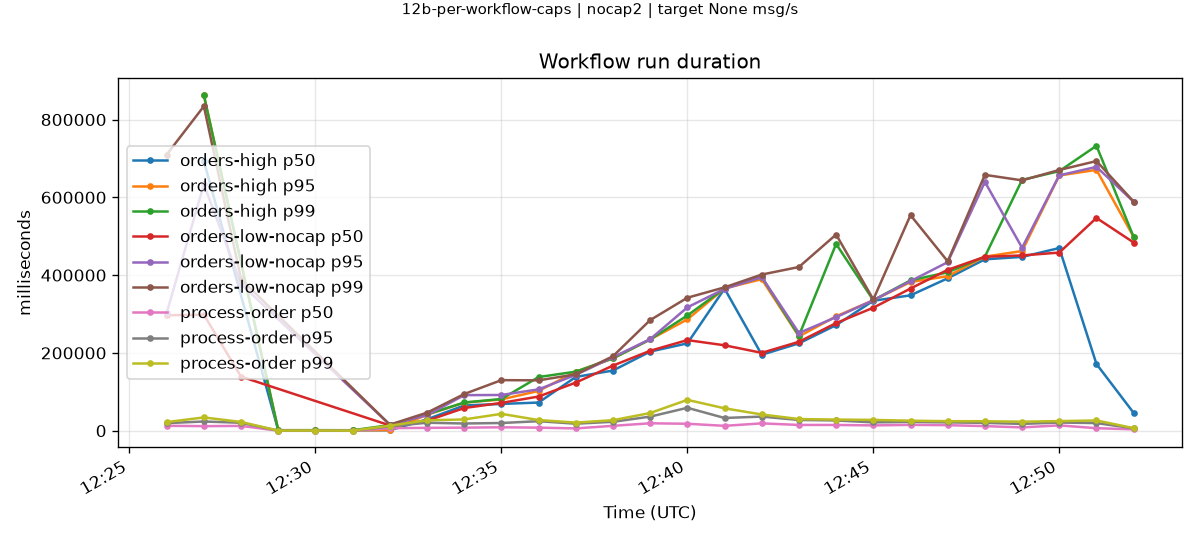 12b-per-workflow-caps | nocap2 | target None msg/s
Workflow run duration
milliseconds
800000
600000
400000
200000
0
orders-high p50
orders-high p95
orders-high p99
orders-low-nocap p50
orders-low-nocap p95
orders-low-nocap p99
process-order p50
process-order p95
process-order p99
12:25
12:30
12:35
12:40
12:45
12:50
Time (UTC)